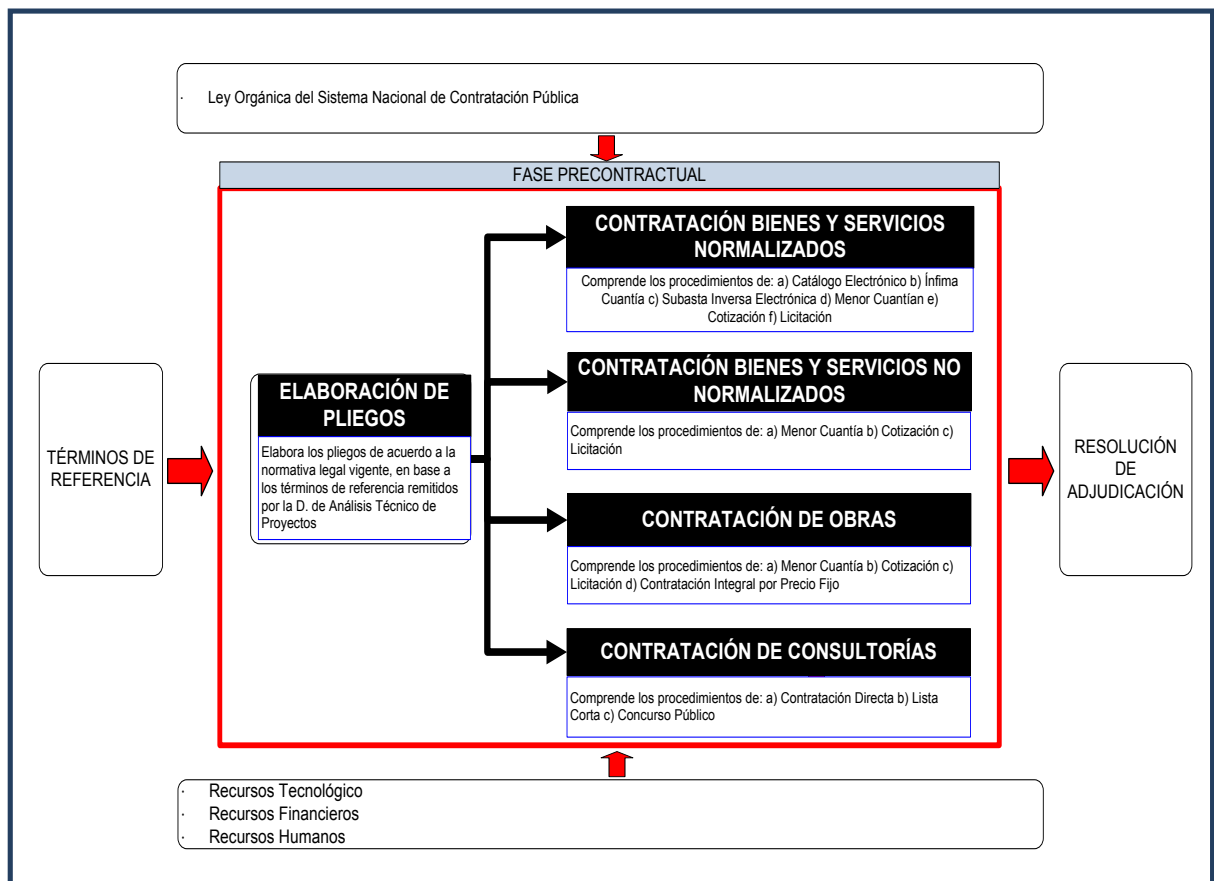 · Ley Orgánica del Sistema Nacional de Contratación Pública
FASE PRECONTRACTUAL
TÉRMINOS DE
REFERENCIA
ELABORACIÓN DE
PLIEGOS
Elabora los pliegos de acuerdo a la
normativa legal vigente, en base a
los términos de referencia remitidos
por la D. de Análisis Técnico de
Proyectos
CONTRATACIÓN BIENES Y SERVICIOS
NORMALIZADOS
Comprende los procedimientos de: a) Catálogo Electrónico b) Ínfima
Cuantía c) Subasta Inversa Electrónica d) Menor Cuantían e)
Cotización f) Licitación
CONTRATACIÓN BIENES Y SERVICIOS NO
NORMALIZADOS
Comprende los procedimientos de: a) Menor Cuantía b) Cotización c)
Licitación
CONTRATACIÓN DE OBRAS
Comprende los procedimientos de: a) Menor Cuantía b) Cotización c)
Licitación d) Contratación Integral por Precio Fijo
CONTRATACIÓN DE CONSULTORÍAS
Comprende los procedimientos de: a) Contratación Directa b) Lista
Corta c) Concurso Público
RESOLUCIÓN
DE
ADJUDICACIÓN
· Recursos Tecnológico
· Recursos Financieros
· Recursos Humanos